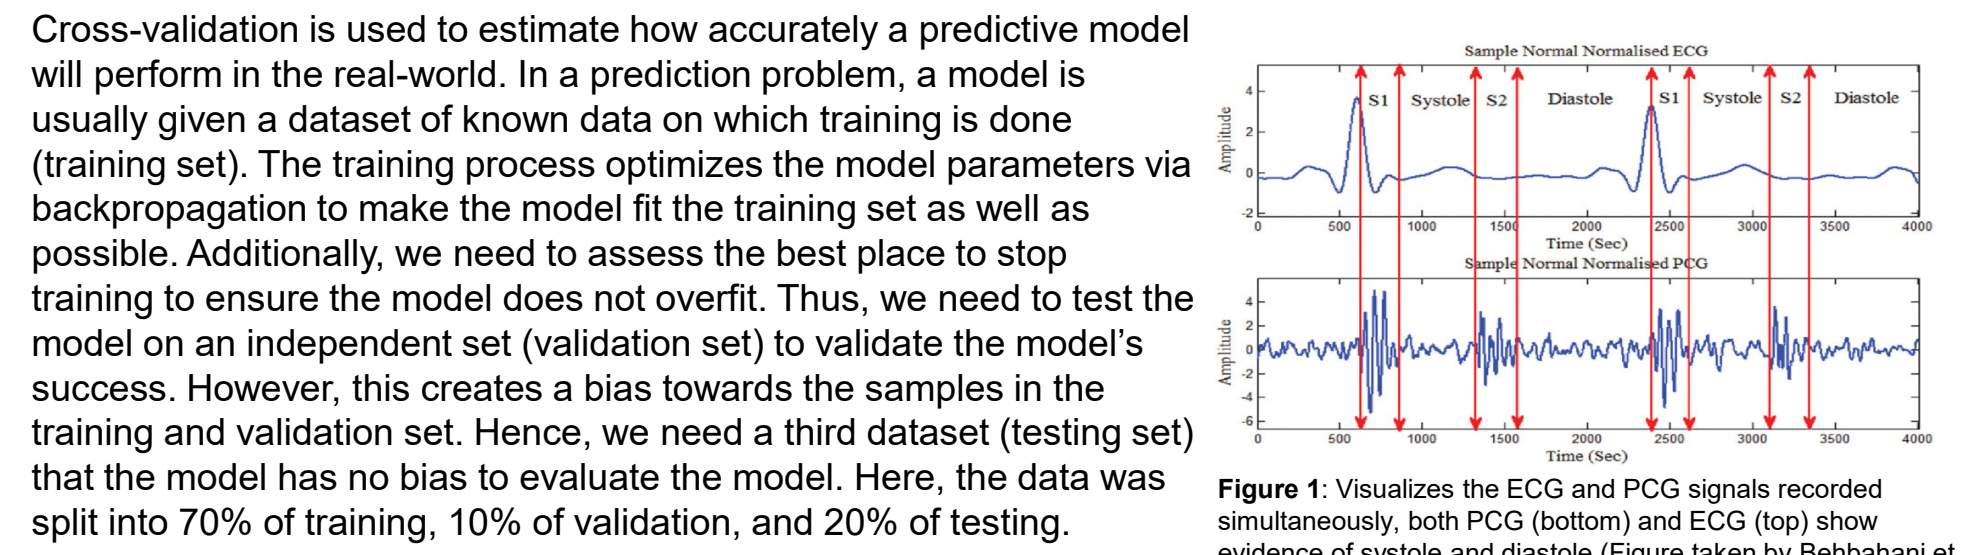 Cross-validation is used to estimate how accurately a predictive model
will perform in the real-world. In a prediction problem, a model is
usually given a dataset of known data on which training is done
(training set). The training process optimizes the model parameters via
backpropagation to make the model fit the training set as well as
possible. Additionally, we need to assess the best place to stop
training to ensure the model does not overfit. Thus, we need to test the
model on an independent set (validation set) to validate the model's
success. However, this creates a bias towards the samples in the
training and validation set. Hence, we need a third dataset (testing set)
that the model has no bias to evaluate the model. Here, the data was
split into 70% of training, 10% of validation, and 20% of testing.
Sample Normal Normalised ECG
Amplitude
4
2
0
-2
S1 Systole S2 Diastole S1 Systole S2 Diastole
0 500 1000 1500 2000 2500 3000 3500 4000
Time (Sec)
Sample Normal Normalised PCG
Amplitude
4
2
0
-2
-4
-6
0 500 1000 1500 2000 2500 3000 3500 4000
Time (Sec)
Figure 1: Visualizes the ECG and PCG signals recorded
simultaneously, both PCG (bottom) and ECG (top) show
evidence of systole and diastole (Figure taken by Behbahani et